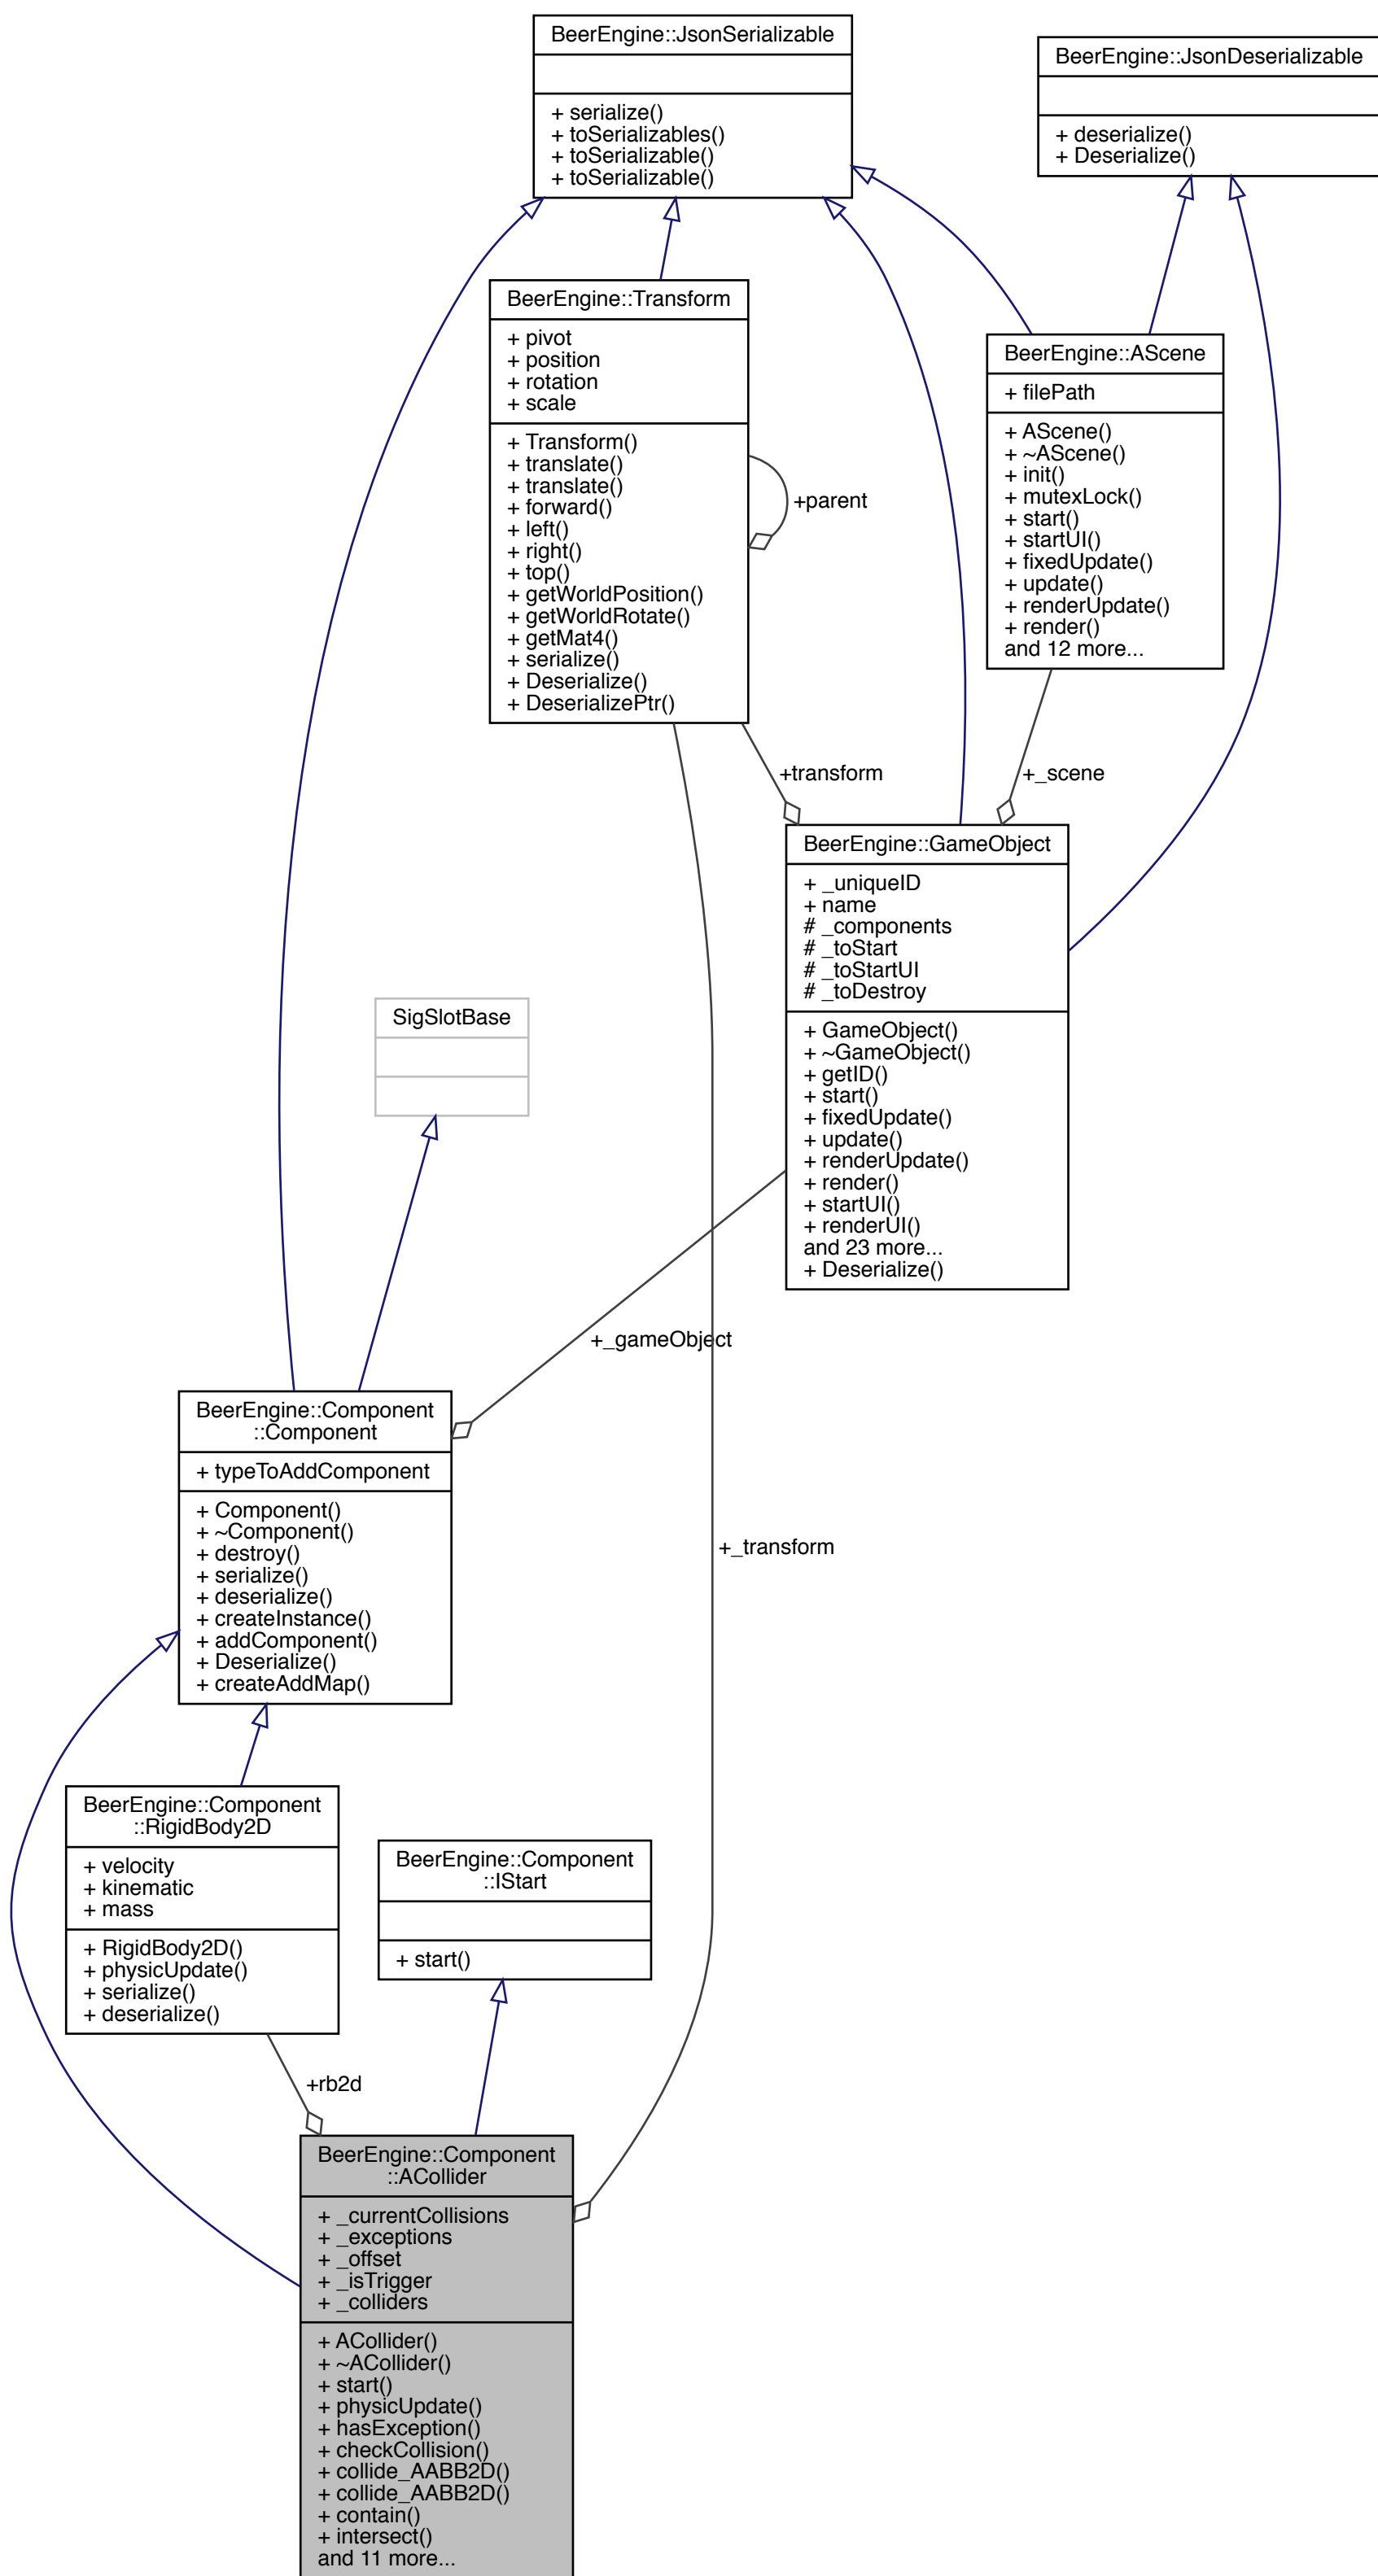 BeerEngine::JsonSerializable
+ serialize()
+ toSerializables()
+ toSerializable()
+ toSerializable()
BeerEngine::JsonDeserializable
+ deserialize()
+ Deserialize()
BeerEngine::Transform
+ pivot
+ position
+ rotation
+ scale
+ Transform()
+ translate()
+ translate()
+ forward()
+ left()
+ right()
+ top()
+ getWorldPosition()
+ getWorldRotate()
+ getMat4()
+ serialize()
+ Deserialize()
+ DeserializePtr()
+parent
BeerEngine::AScene
+ filePath
+ AScene()
+ ~AScene()
+ init()
+ mutexLock()
+ start()
+ startUI()
+ fixedUpdate()
+ update()
+ renderUpdate()
+ render()
and 12 more...
+transform
+_scene
BeerEngine::GameObject
+ _uniqueID
+ name
# _components
# _toStart
# _toStartUI
# _toDestroy
+ GameObject()
+ ~GameObject()
+ getID()
+ start()
+ fixedUpdate()
+ update()
+ renderUpdate()
+ render()
+ startUI()
+ renderUI()
and 23 more...
+ Deserialize()
SigSlotBase
+_gameObject
BeerEngine::Component
::Component
+ typeToAddComponent
+ Component()
+ ~Component()
+ destroy()
+ serialize()
+ deserialize()
+ createInstance()
+ addComponent()
+ Deserialize()
+ createAddMap()
+_transform
BeerEngine::Component
::RigidBody2D
+ velocity
+ kinematic
+ mass
+ RigidBody2D()
+ physicUpdate()
+ serialize()
+ deserialize()
BeerEngine::Component
::IStart
+ start()
+rb2d
BeerEngine::Component
::ACollider
+ _currentCollisions
+ _exceptions
+ _offset
+ _isTrigger
+ _colliders
+ ACollider()
+ ~ACollider()
+ start()
+ physicUpdate()
+ hasException()
+ checkCollision()
+ collide_AABB2D()
+ collide_AABB2D()
+ contain()
+ intersect()
and 11 more...